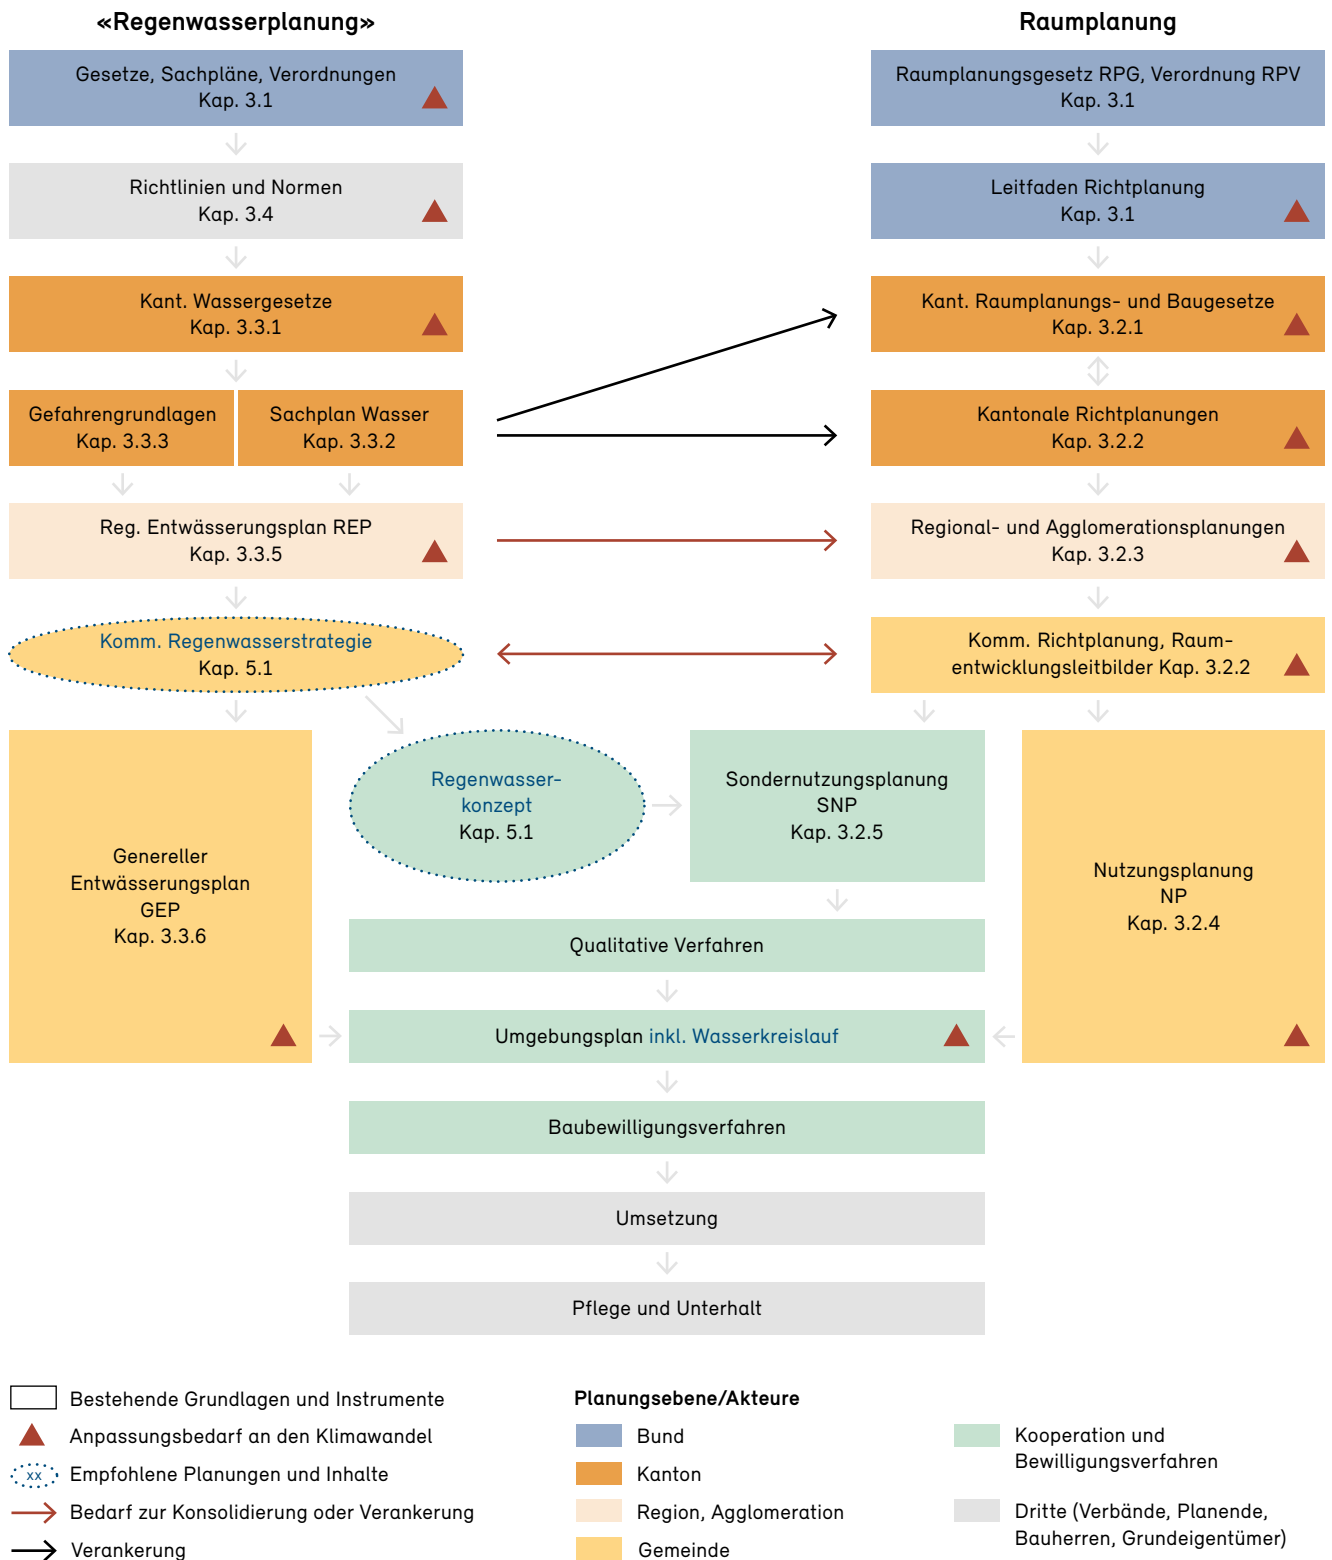 «Regenwasserplanung»
Raumplanung
Gesetze, Sachpläne, Verordnungen
Kap. 3.1
Raumplanungsgesetz RPG, Verordnung RPV
Kap. 3.1
Richtlinien und Normen
Kap. 3.4
Leitfaden Richtplanung
Kap. 3.1
Kant. Wassergesetze
Kap. 3.3.1
Kant. Raumplanungs- und Baugesetze
Kap. 3.2.1
Gefahrengrundlagen
Kap. 3.3.3
Sachplan Wasser
Kap. 3.3.2
Kantonale Richtplanungen
Kap. 3.2.2
Reg. Entwässerungsplan REP
Kap. 3.3.5
Regional- und Agglomerationsplanungen
Kap. 3.2.3
Komm. Regenwasserstrategie
Kap. 5.1
Komm. Richtplanung, Raum-
entwicklungsleitbilder Kap. 3.2.2
Genereller
Entwässerungsplan
GEP
Kap. 3.3.6
Regenwasser-
konzept
Kap. 5.1
Sondernutzungsplanung
SNP
Kap. 3.2.5
Nutzungsplanung
NP
Kap. 3.2.4
Qualitative Verfahren
Umgebungsplan inkl. Wasserkreislauf
Baubewilligungsverfahren
Umsetzung
Pflege und Unterhalt
Bestehende Grundlagen und Instrumente
Anpassungsbedarf an den Klimawandel
xx Empfohlene Planungen und Inhalte
Bedarf zur Konsolidierung oder Verankerung
Verankerung
Planungsebene/Akteure
Bund
Kanton
Region, Agglomeration
Gemeinde
Kooperation und
Bewilligungsverfahren
Dritte (Verbände, Planende,
Bauherren, Grundeigentümer)